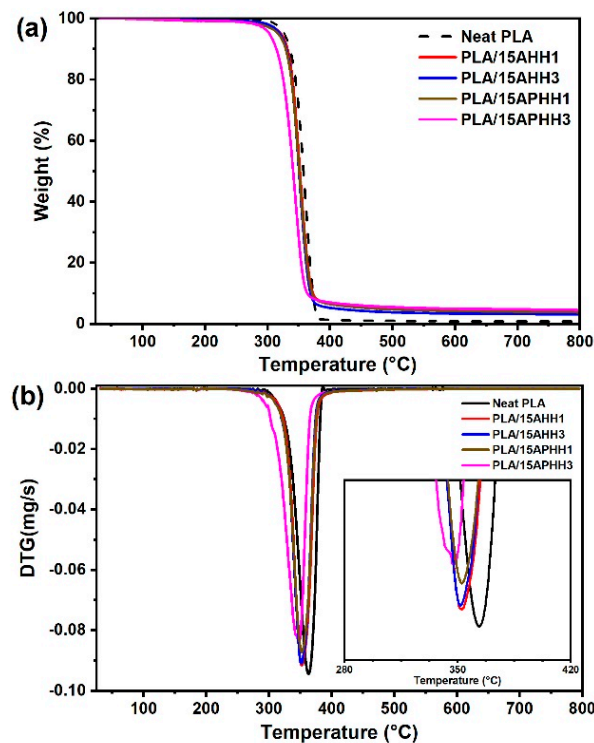 (a)
Neat PLA
PLA/15AHH1
PLA/15AHH3
PLA/15APHH1
PLA/15APHH3
100
80
60
40
20
0
Weight (%)
100 200 300 400 500 600 700 800
Temperature (°C)
(b)
Neat PLA
PLA/15AHH1
PLA/15AHH3
PLA/15APHH1
PLA/15APHH3
0.00
-0.02
-0.04
-0.06
-0.08
-0.10
DTG(mg/s)
280 350 420
Temperature (°C)
100 200 300 400 500 600 700 800
Temperature (°C)